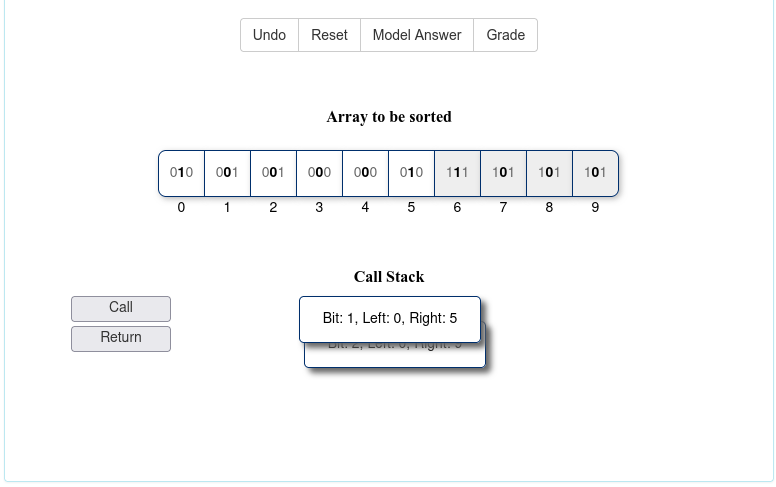 Undo Reset Model Answer Grade
Array to be sorted
010 001 001 000 000 010 111 101 101 101
0 1 2 3 4 5 6 7 8 9
Call Stack
Call
Return
Bit: 1, Left: 0, Right: 5
Bit: 2, Left: 0, Right: 9